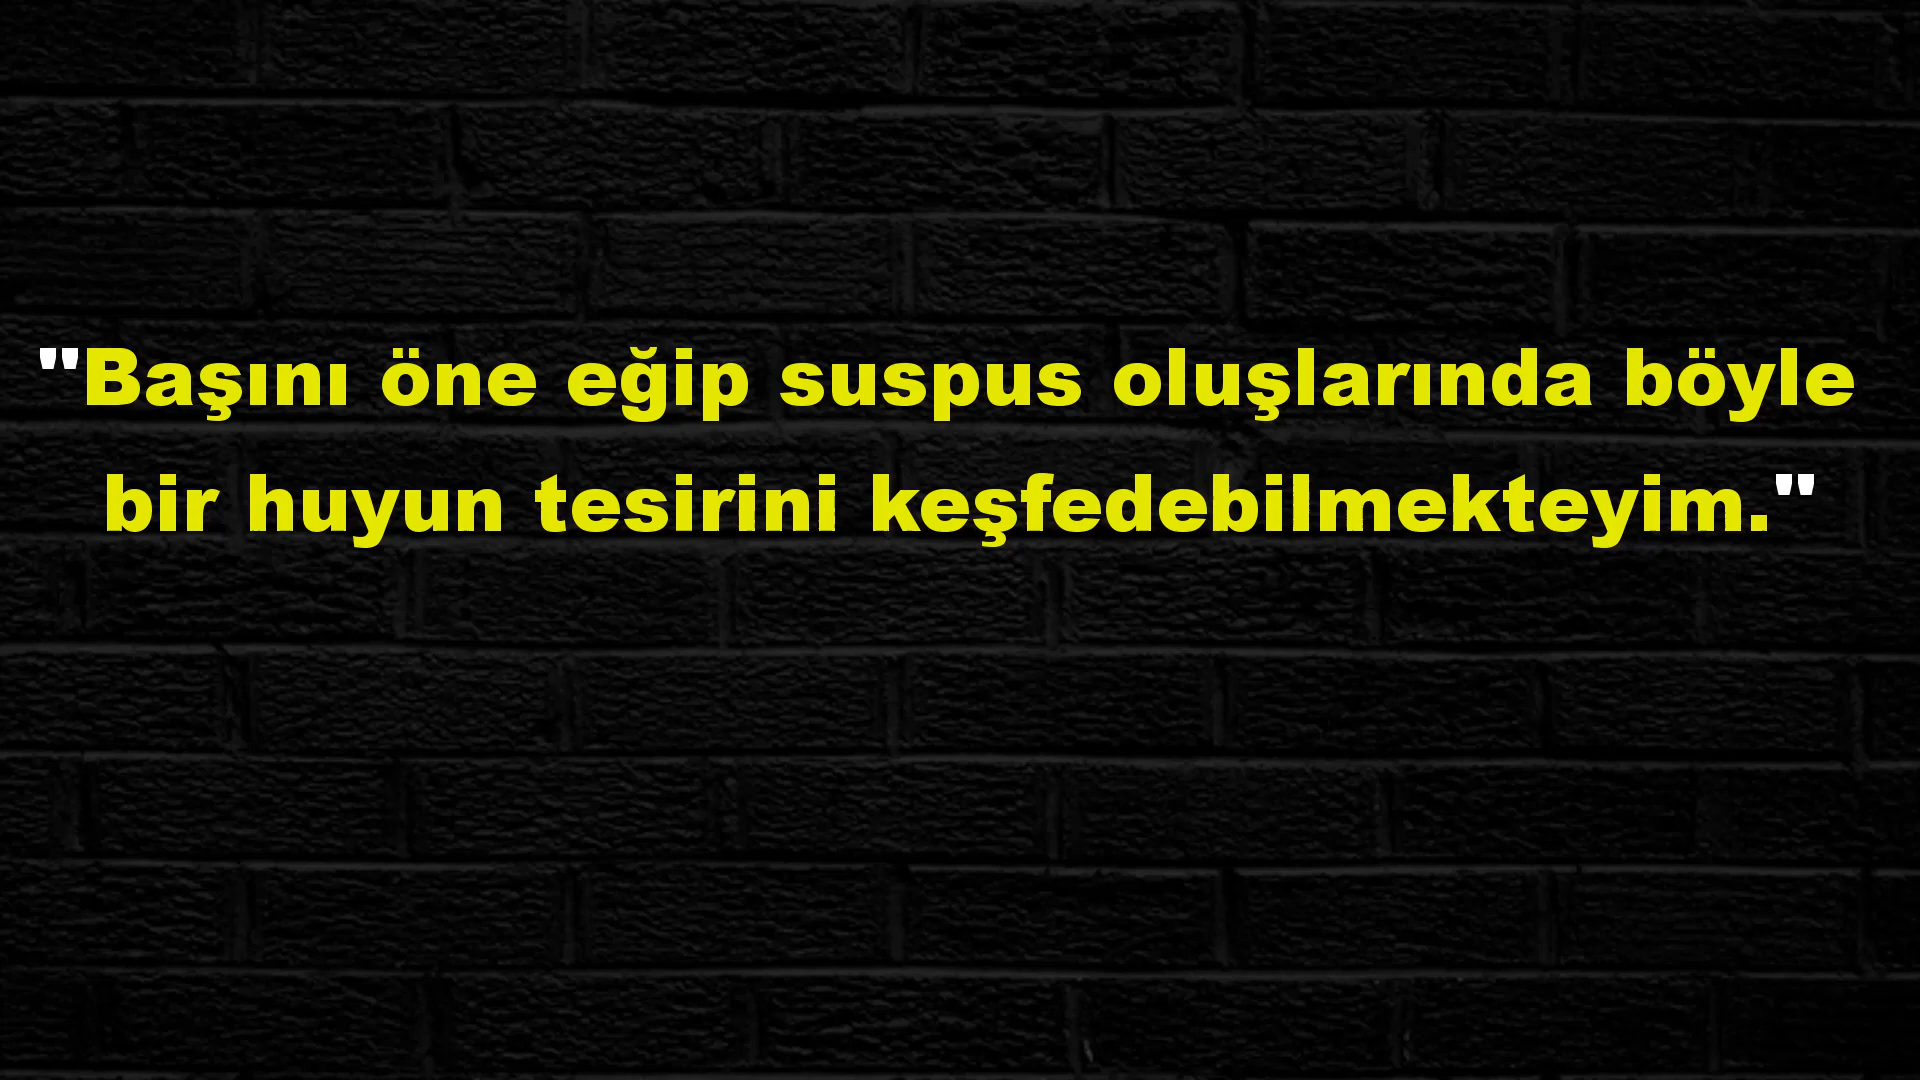 "Başını öne eğip suspus oluşlarında böyle
bir huyun tesirini keşfedebilmekteyim."